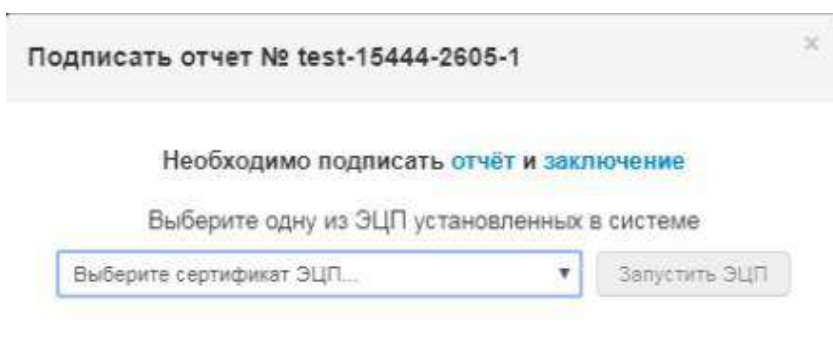 Подписать отчет № test-15444-2605-1
×
Необходимо подписать отчёт и заключение
Выберите одну из ЭЦП установленных в системе
Выберите сертификат ЭЦП... ▼ Запустить ЭЦП